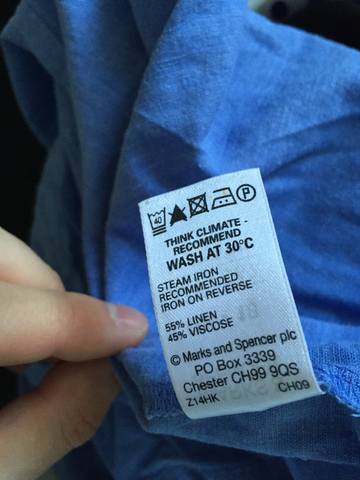 40 P
THINK CLIMATE -
RECOMMEND
WASH AT 30°C
STEAM IRON
RECOMMENDED
IRON ON REVERSE
55% LINEN
45% VISCOSE
© Marks and Spencer plc
PO Box 3339
Chester CH99 9QS
Z14HK CH09